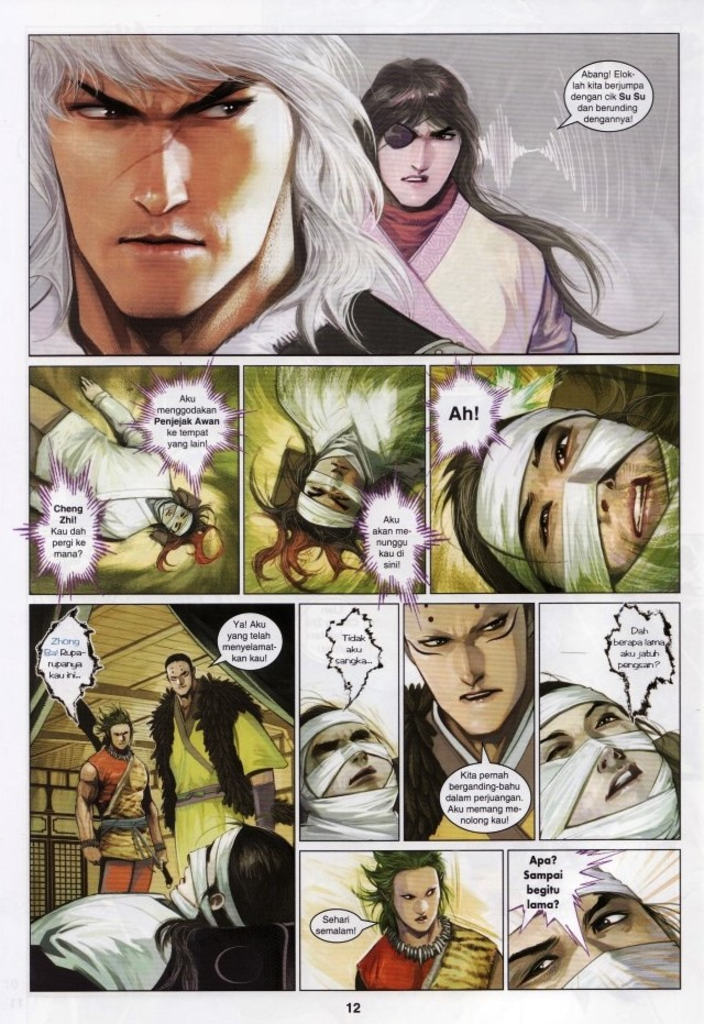 Abang! Elok-
lah kita berjumpa
dengan cik Su Su
dan berunding
dengannya!
Aku
menggodakan
Penjejak Awan
ke tempat
yang lain!
Cheng
Zhi!
Kau dah
pergi ke
mana?
Aku
akan me-
nunggu
kau di
sini!
Ah!
Zhong
Bai Rupa-
rupanya
kau ini...
Ya! Aku
yang telah
menyelamat-
kan kau!
Tidak
aku
sangka...
Kita pernah
berganding-bahu
dalam perjuangan.
Aku memang me-
nolong kau!
Dah
berapa lama
aku jatuh
pengsan?
Sehari
semalam!
Apa?
Sampai
begitu
lama?
12